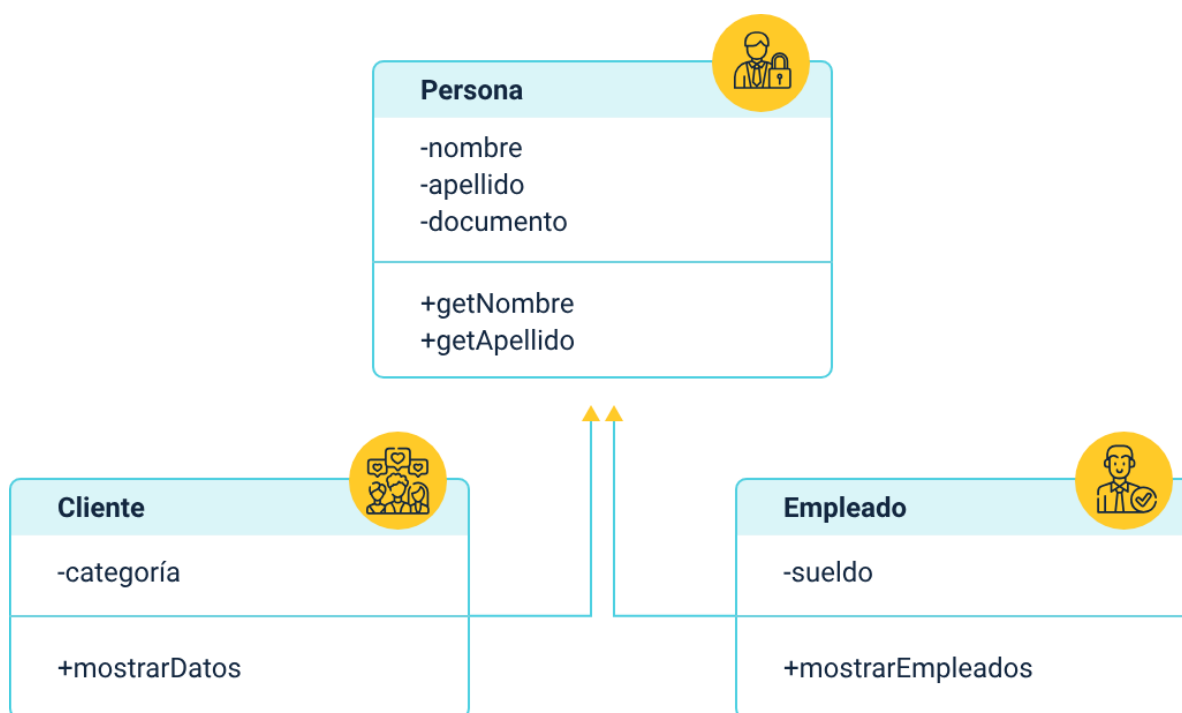 Persona
-nombre
-apellido
-documento
+getNombre
+getApellido
Cliente
-categoría
+mostrarDatos
Empleado
-sueldo
+mostrarEmpleados